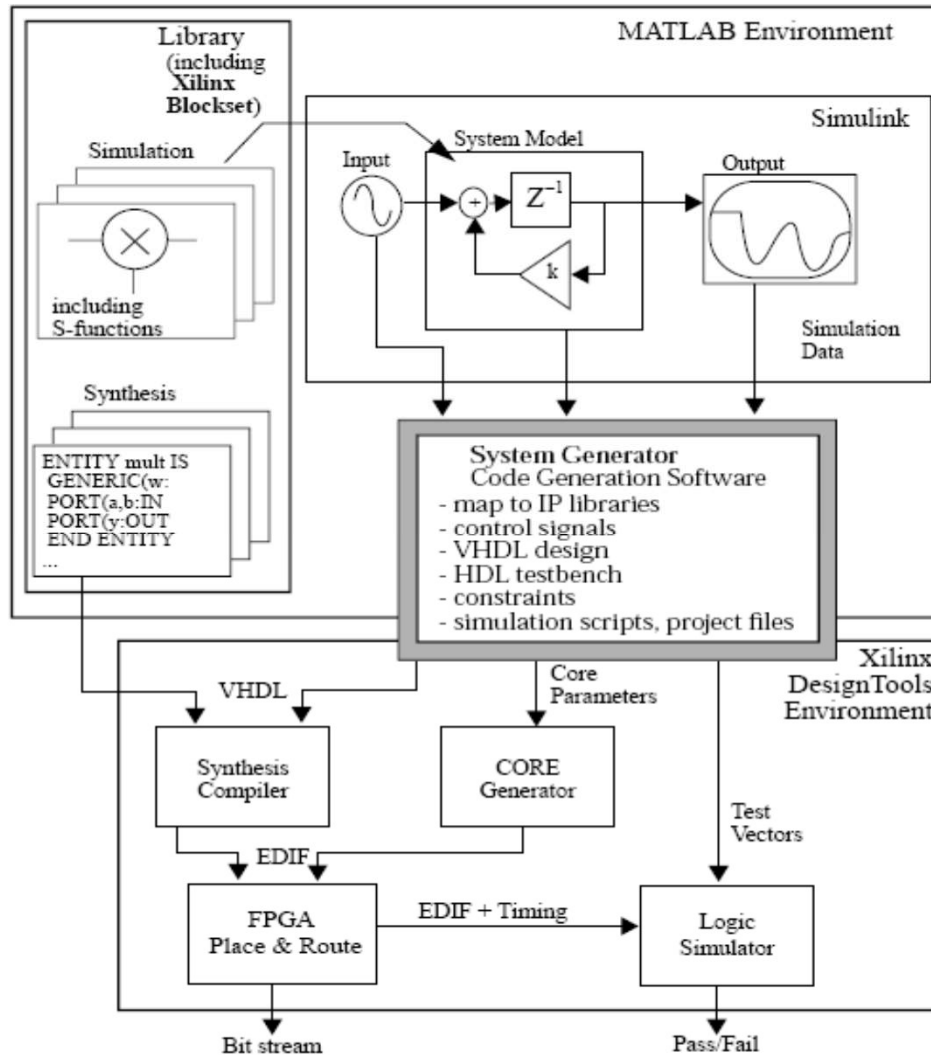 MATLAB Environment
Library
(including
Xilinx
Blockset)
Simulation
including
S-functions
Synthesis
ENTITY mult IS
GENERIC(w:
PORT(a,b:IN
PORT(y:OUT
END ENTITY
...
Simulink
System Model
Input
Output
+
Z⁻¹
k
Simulation
Data
System Generator
Code Generation Software
- map to IP libraries
- control signals
- VHDL design
- HDL testbench
- constraints
- simulation scripts, project files
Xilinx
DesignTools
Environment
VHDL
Core
Parameters
Synthesis
Compiler
CORE
Generator
Test
Vectors
EDIF
FPGA
Place & Route
EDIF + Timing
Logic
Simulator
Bit stream
Pass/Fail